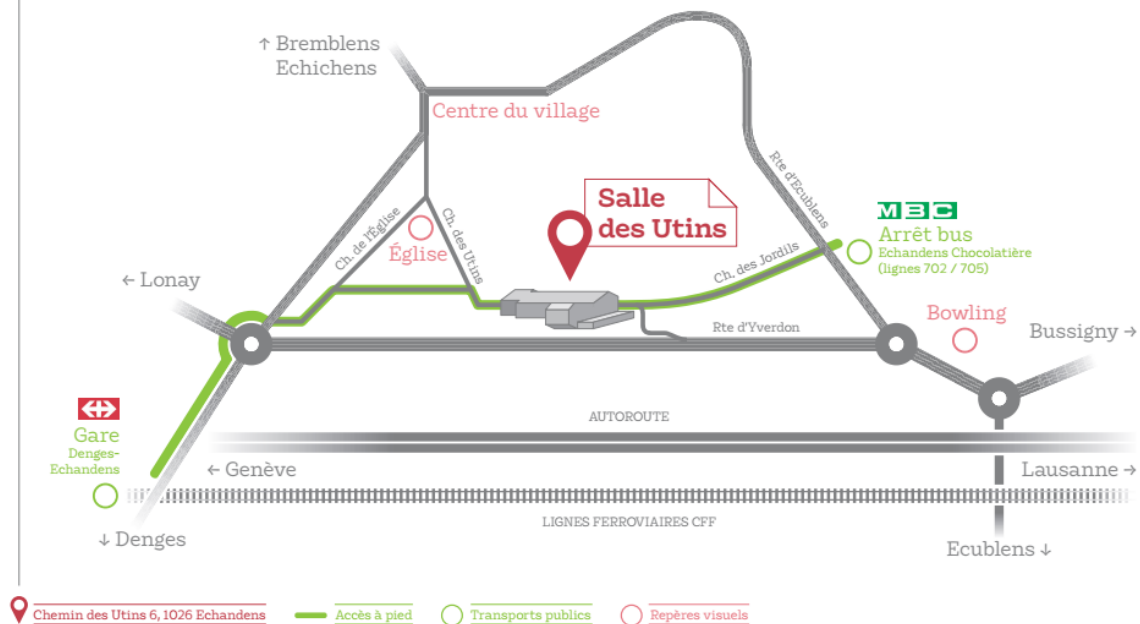 ↑ Bremblens
Echichens
Centre du village
Rte d'Ecublens
Salle
des Utins
MBC
Arrêt bus
Echandens Chocolatière
(lignes 702 / 705)
Ch. de l'Église
Église
Ch. des Utins
Ch. des Jordils
← Lonay
Rte d'Yverdon
Bowling
Bussigny →
Gare
Denges-
Echandens
AUTOROUTE
← Genève
Lausanne →
LIGNES FERROVIAIRES CFF
↓ Denges
Ecublens ↓
Chemin des Utins 6, 1026 Echandens
Accès à pied
Transports publics
Repères visuels